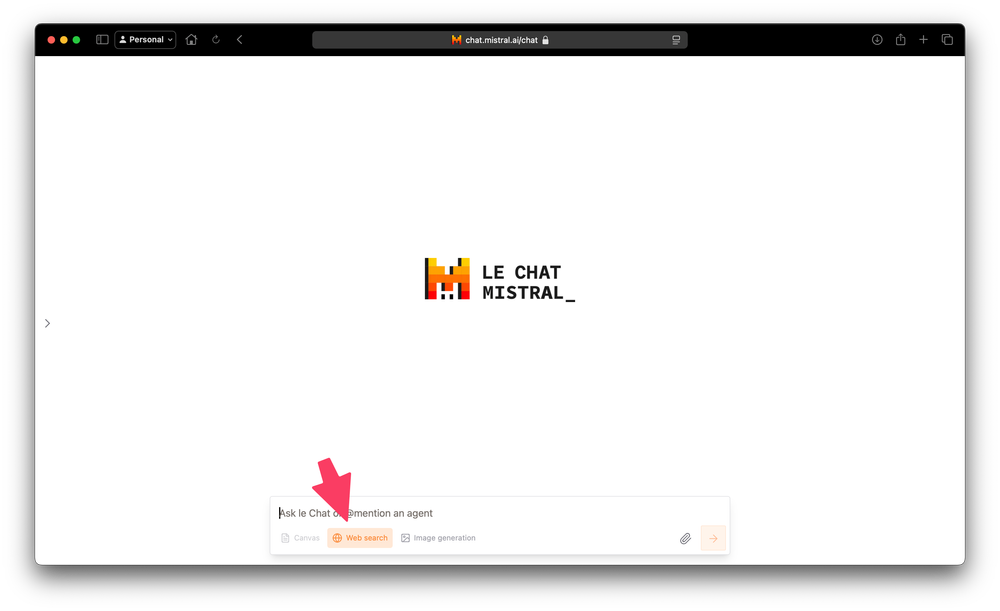 Personal
chat.mistral.ai/chat
LE CHAT
MISTRAL_
Ask le Chat or @mention an agent
Canvas Web search Image generation